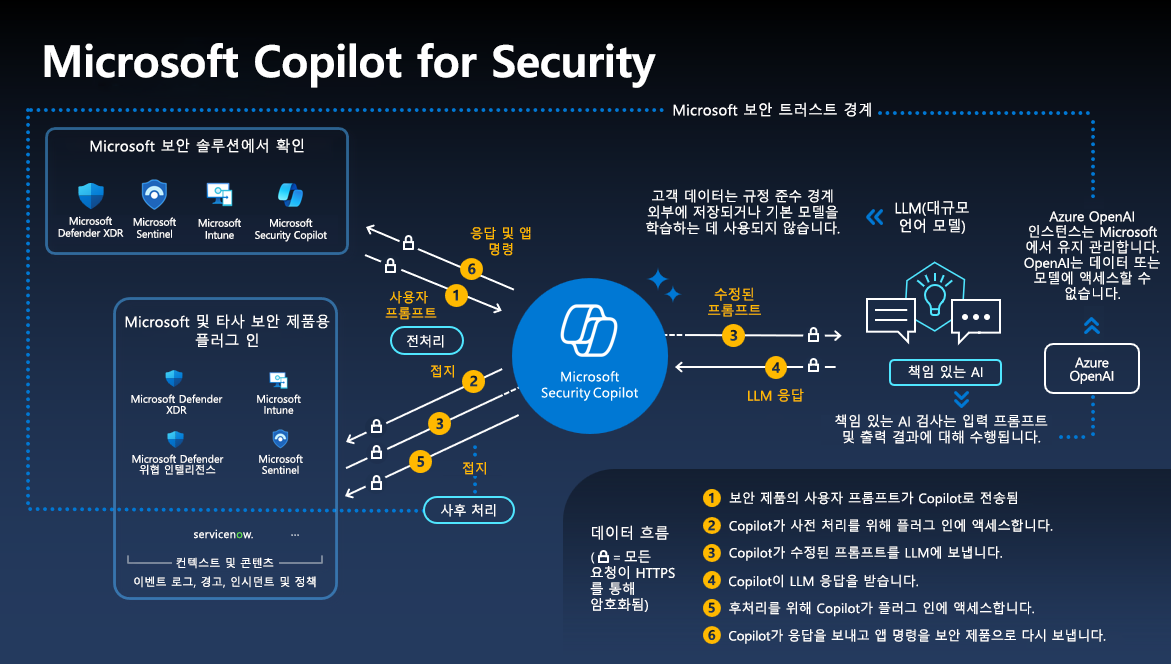 Microsoft Copilot for Security
Microsoft 보안 트러스트 경계
Microsoft 보안 솔루션에서 확인
Microsoft
Defender XDR
Microsoft
Sentinel
Microsoft
Intune
Microsoft
Security Copilot
Microsoft 및 타사 보안 제품용
플러그 인
Microsoft Defender
XDR
Microsoft
Intune
Microsoft Defender
위협 인텔리전스
Microsoft
Sentinel
servicenow.
...
컨텍스트 및 콘텐츠
이벤트 로그, 경고, 인시던트 및 정책
응답 및 앱
명령
6
1
사용자
프롬프트
전처리
접지
2
3
5
접지
사후 처리
Microsoft
Security Copilot
수정된
프롬프트
3
4
LLM 응답
고객 데이터는 규정 준수 경계
외부에 저장되거나 기본 모델을
학습하는 데 사용되지 않습니다.
LLM(대규모
언어 모델)
책임 있는 AI
책임 있는 AI 검사는 입력 프롬프트
및 출력 결과에 대해 수행됩니다.
Azure OpenAI
인스턴스는 Microsoft
에서 유지 관리합니다.
OpenAI는 데이터 또는
모델에 액세스할 수
없습니다.
Azure
OpenAI
데이터 흐름
( = 모든
요청이 HTTPS
를 통해
암호화됨)
1 보안 제품의 사용자 프롬프트가 Copilot로 전송됨
2 Copilot가 사전 처리를 위해 플러그 인에 액세스합니다.
3 Copilot가 수정된 프롬프트를 LLM에 보냅니다.
4 Copilot이 LLM 응답을 받습니다.
5 후처리를 위해 Copilot가 플러그 인에 액세스합니다.
6 Copilot가 응답을 보내고 앱 명령을 보안 제품으로 다시 보냅니다.